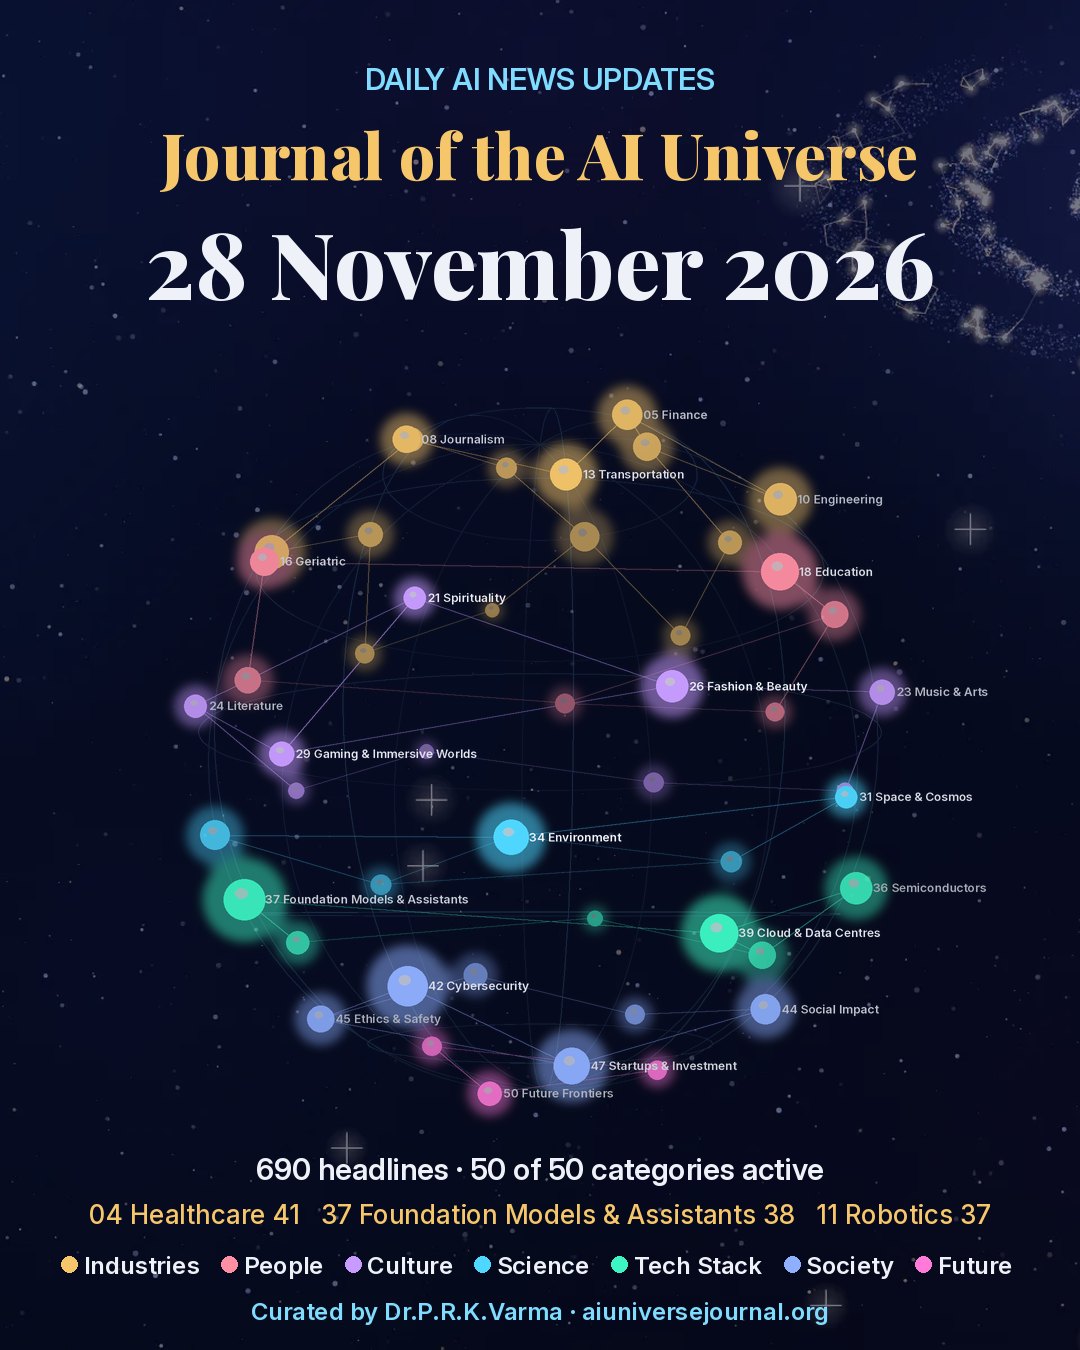 DAILY AI NEWS UPDATES
Journal of the AI Universe
28 November 2026
05 Finance
08 Journalism
13 Transportation
10 Engineering
16 Geriatric
18 Education
21 Spirituality
26 Fashion & Beauty
23 Music & Arts
24 Literature
29 Gaming & Immersive Worlds
31 Space & Cosmos
34 Environment
36 Semiconductors
37 Foundation Models & Assistants
39 Cloud & Data Centres
42 Cybersecurity
44 Social Impact
45 Ethics & Safety
47 Startups & Investment
50 Future Frontiers
690 headlines · 50 of 50 categories active
04 Healthcare 41 37 Foundation Models & Assistants 38 11 Robotics 37
Industries People Culture Science Tech Stack Society Future
Curated by Dr.P.R.K.Varma · aiuniversejournal.org